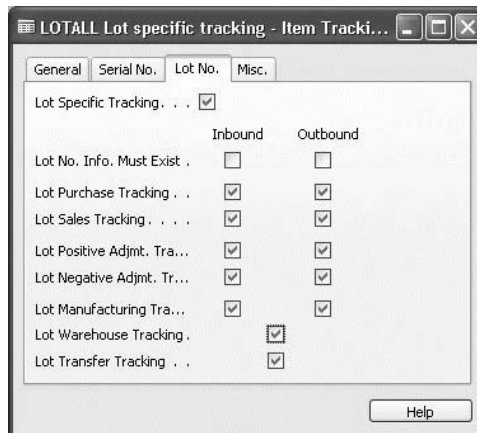 LOTALL Lot specific tracking - Item Tracki...
General Serial No. Lot No. Misc.
Lot Specific Tracking. . .
Inbound Outbound
Lot No. Info. Must Exist .
Lot Purchase Tracking . .
Lot Sales Tracking . . . .
Lot Positive Adjmt. Tra...
Lot Negative Adjmt. Tr...
Lot Manufacturing Tra...
Lot Warehouse Tracking.
Lot Transfer Tracking . .
Help